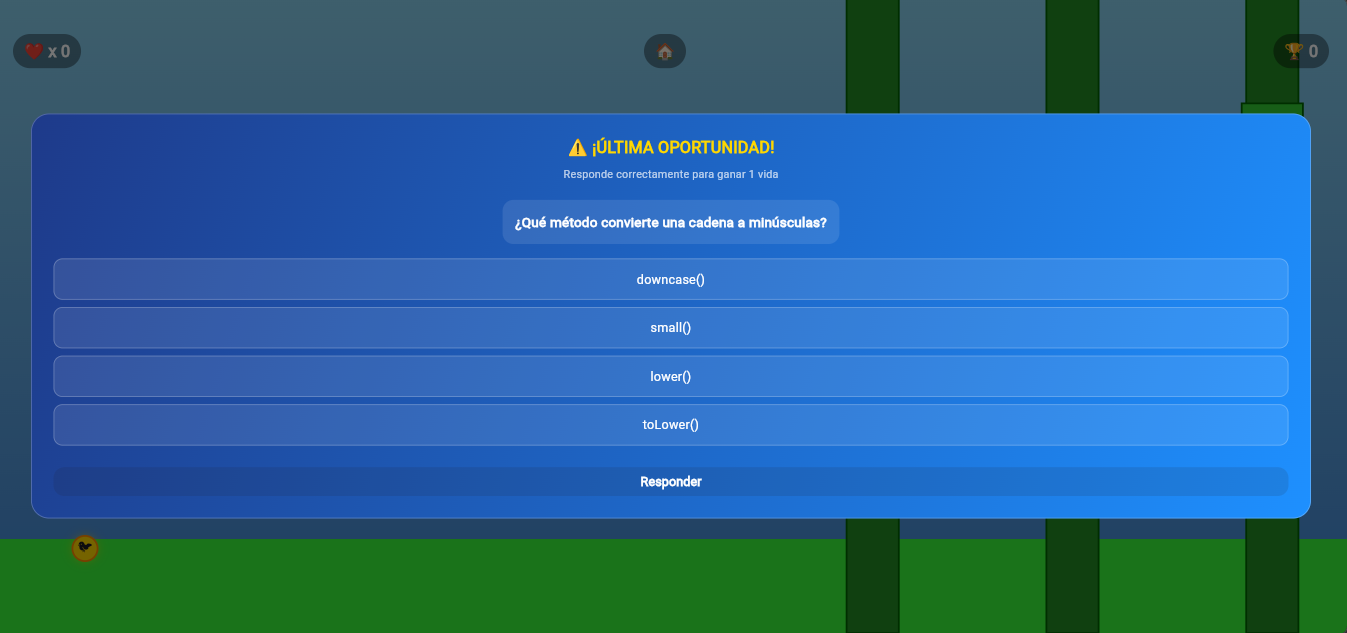 ❤️ x 0
🏠
🏆 0
⚠️ ¡ÚLTIMA OPORTUNIDAD!
Responde correctamente para ganar 1 vida
¿Qué método convierte una cadena a minúsculas?
downcase()
small()
lower()
toLower()
Responder